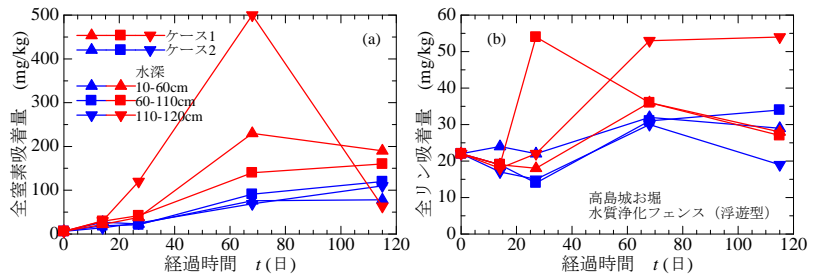 500
400
300
200
100
0
0 20 40 60 80 100 120
全窒素吸着量 (mg/kg)
経過時間 t (日)
(a)
ケース1
ケース2
水深
10-60cm
60-110cm
110-120cm
60
50
40
30
20
10
0
0 20 40 60 80 100 120
全リン吸着量 (mg/kg)
経過時間 t (日)
(b)
高島城お堀
水質浄化フェンス（浮遊型）